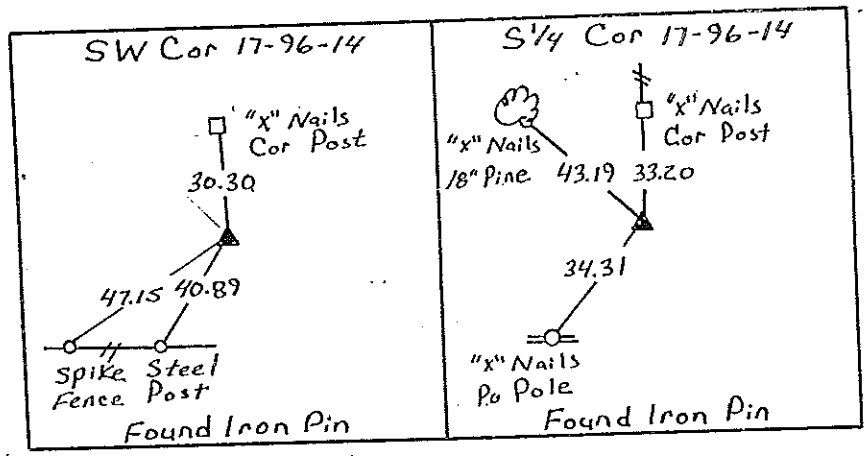 SW Cor 17-96-14
"x" Nails
Cor Post
30.30
47.15 40.89
Spike Steel
Fence Post
Found Iron Pin
S1/4 Cor 17-96-14
"x" Nails
Cor Post
"x" Nails
18" Pine 43.19 33.20
34.31
"x" Nails
Po Pole
Found Iron Pin